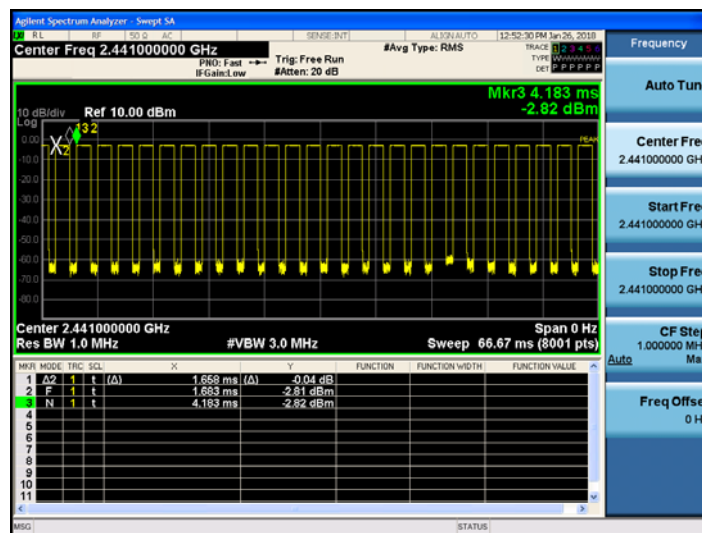 Agilent Spectrum Analyzer - Swept SA
RL RF 50 Ω AC SENSE:INT ALIGN AUTO 12:52:30 PM Jan 26, 2018
Center Freq 2.441000000 GHz #Avg Type: RMS TRACE 1 2 3 4 5 6
PNO: Fast Trig: Free Run TYPE
IFGain:Low #Atten: 20 dB DET P P P P P P
Mkr3 4.183 ms
-2.82 dBm
10 dB/div Ref 10.00 dBm
Log
0.00
-10.0
-20.0
-30.0
-40.0
-50.0
-60.0
-70.0
-80.0
X2
132
PEAK
Center 2.441000000 GHz Span 0 Hz
Res BW 1.0 MHz #VBW 3.0 MHz Sweep 66.67 ms (8001 pts)
MKR MODE TRC SCL X Y FUNCTION FUNCTION WIDTH FUNCTION VALUE
1 Δ2 1 t (Δ) 1.658 ms (Δ) -0.04 dB
2 F 1 t 1.683 ms -2.81 dBm
3 N 1 t 4.183 ms -2.82 dBm
4
5
6
7
8
9
10
11
MSG STATUS
Frequency
Auto Tun
Center Fre
2.441000000 GH
Start Fre
2.441000000 GH
Stop Fre
2.441000000 GH
CF Step
1.000000 MH
Auto Ma
Freq Offse
0 H